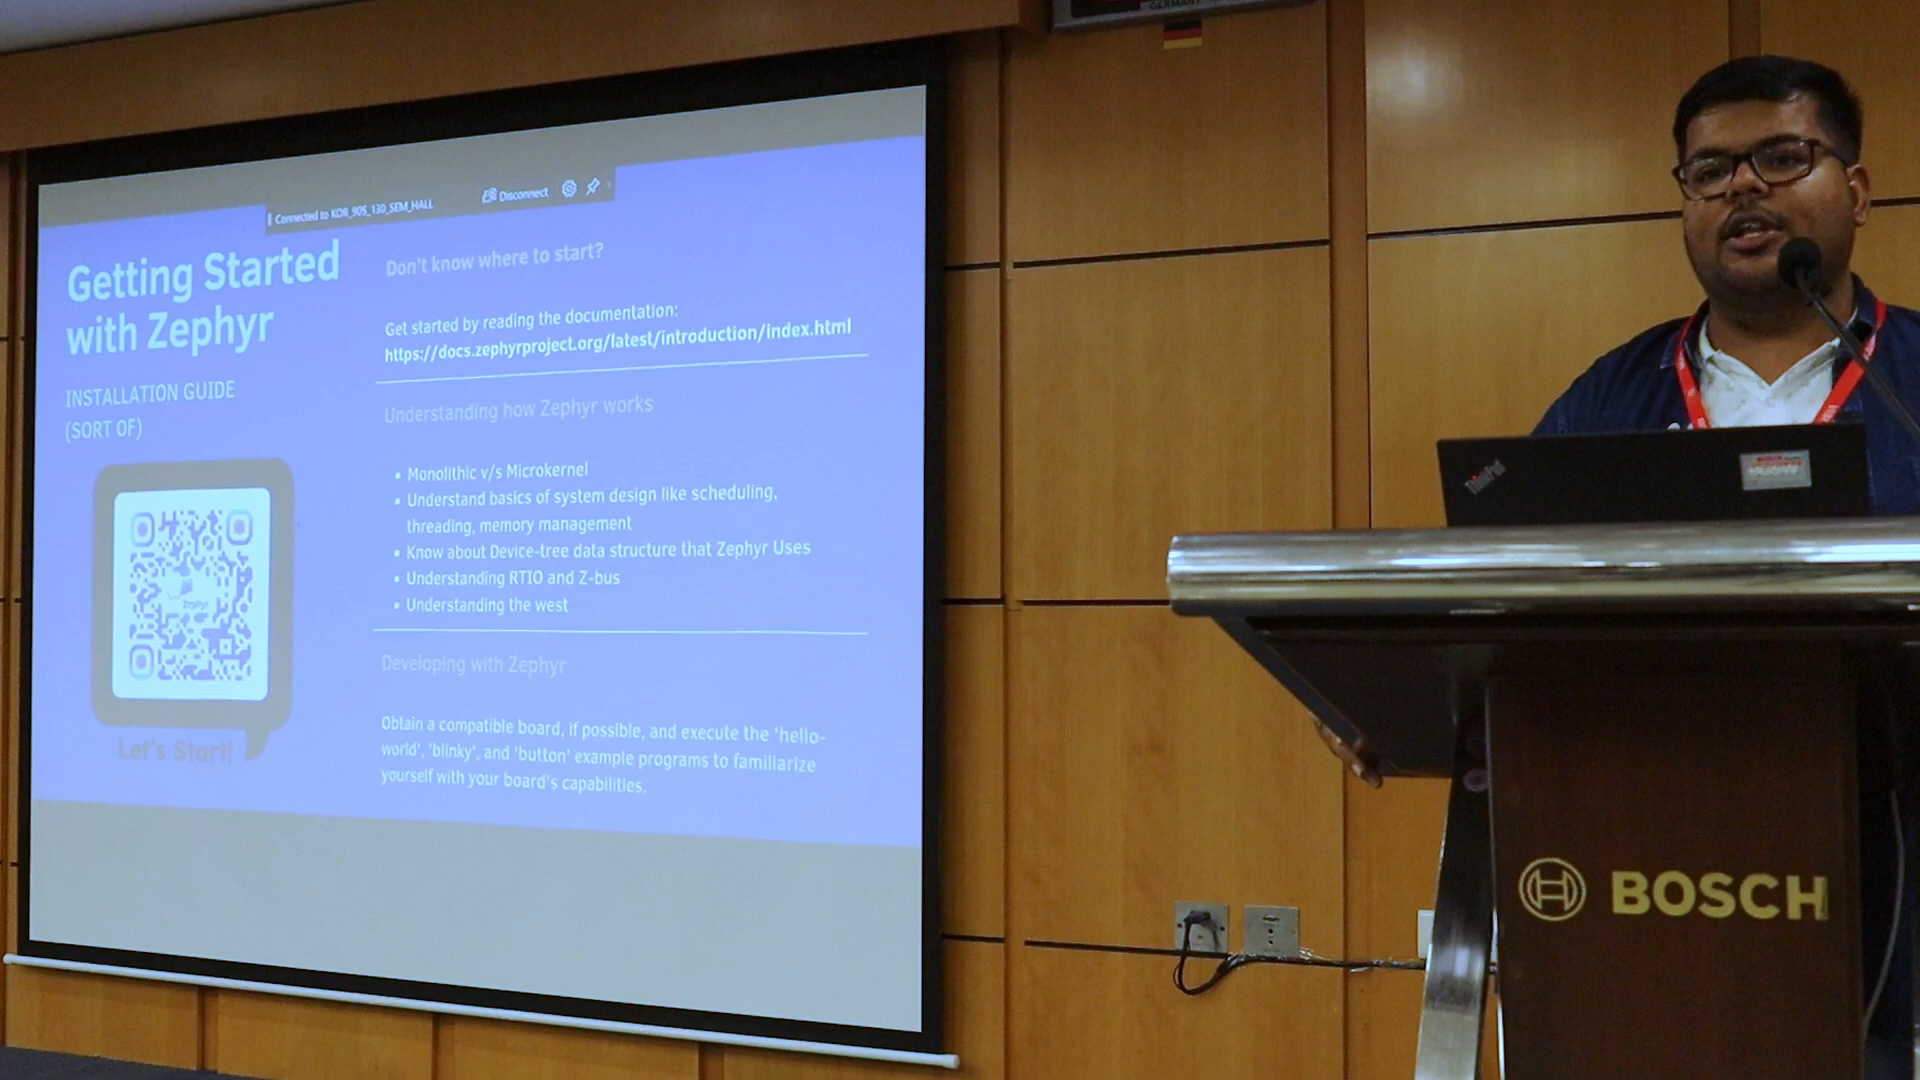 GERMANY
Connected to KOR_905_130_SEM_HALL
Disconnect
Getting Started
with Zephyr
INSTALLATION GUIDE
(SORT OF)
Zephyr
Let's Start!
Don't know where to start?
Get started by reading the documentation:
https://docs.zephyrproject.org/latest/introduction/index.html
Understanding how Zephyr works
• Monolithic v/s Microkernel
• Understand basics of system design like scheduling,
threading, memory management
• Know about Device-tree data structure that Zephyr Uses
• Understanding RTIO and Z-bus
• Understanding the west
Developing with Zephyr
Obtain a compatible board, if possible, and execute the 'hello-
world', 'blinky', and 'button' example programs to familiarize
yourself with your board's capabilities.
ThinkPad
BOSCH